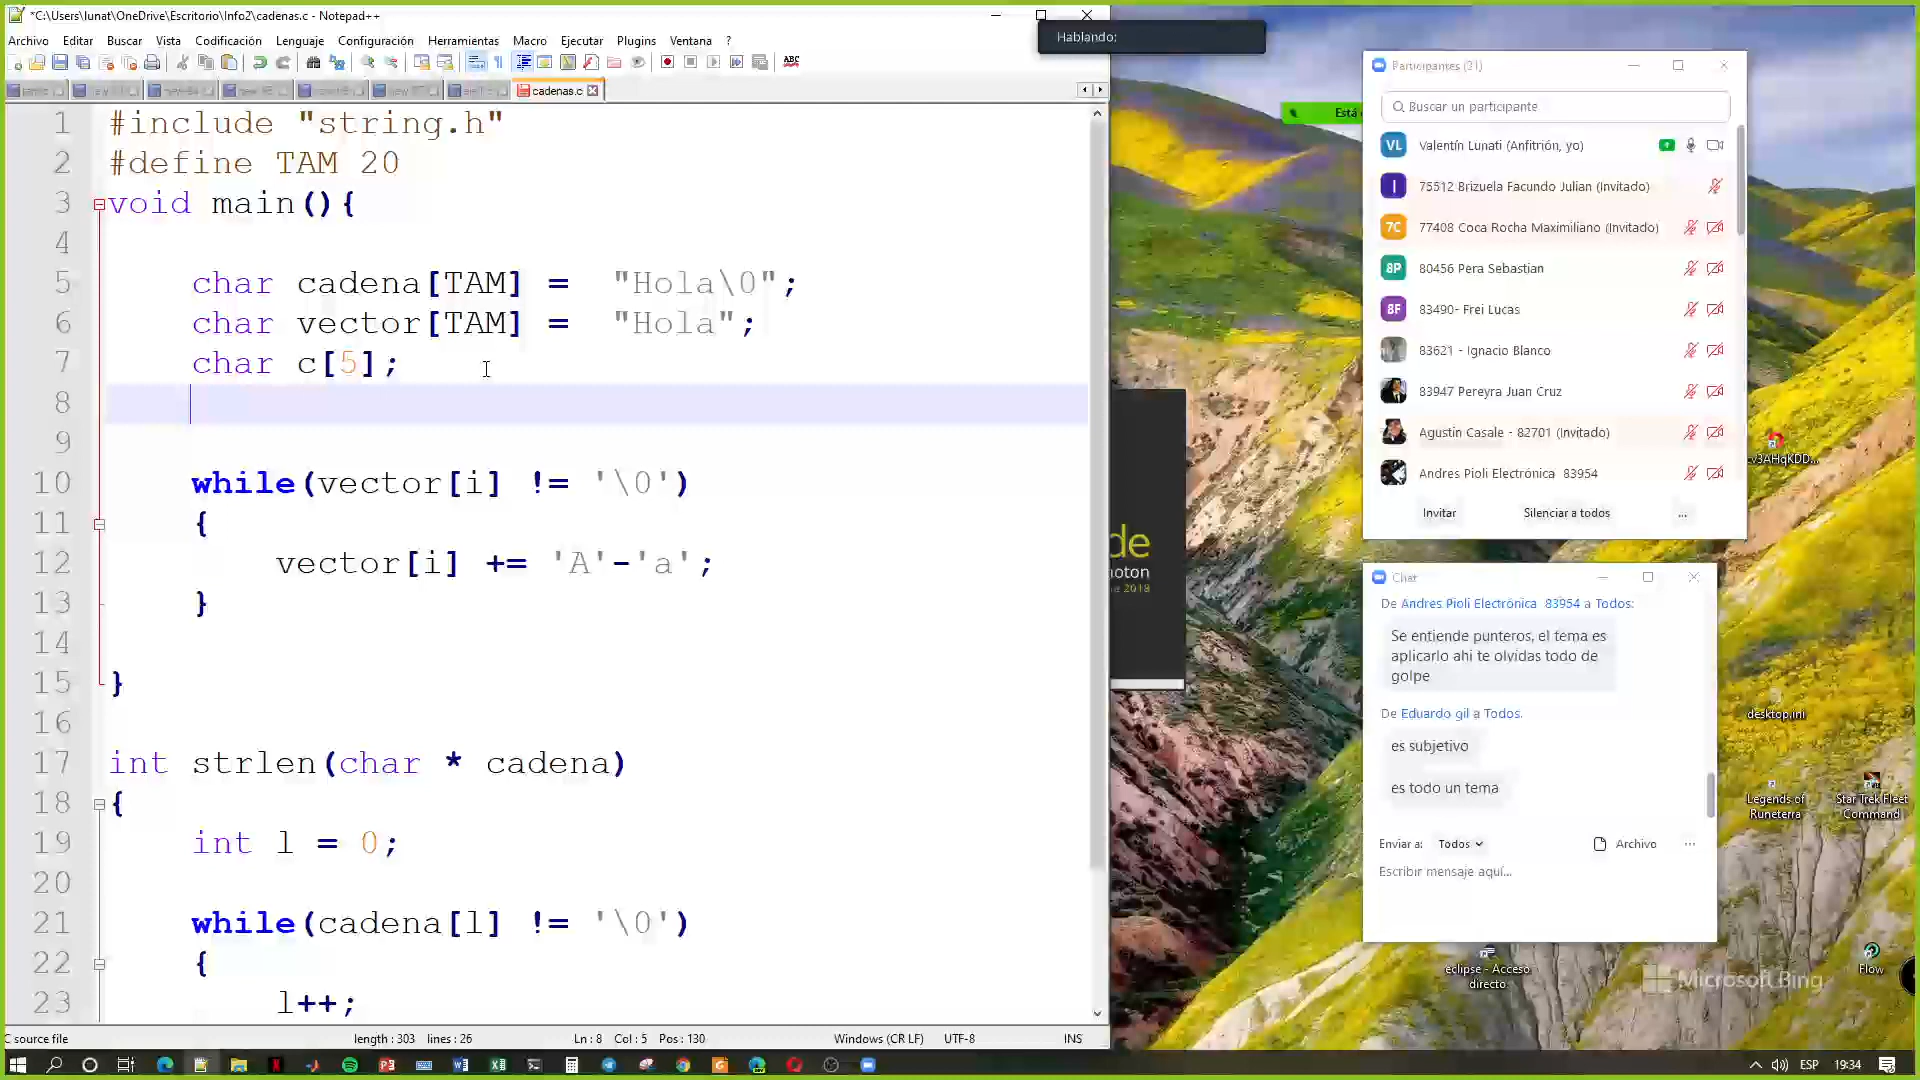 *C:\Users\lunat\OneDrive\Escritorio\Info2\cadenas.c - Notepad++
Archivo Editar Buscar Vista Codificación Lenguaje Configuración Herramientas Macro Ejecutar Plugins Ventana ?
cadenas.c
1 #include "string.h"
2 #define TAM 20
3 void main(){
4
5 char cadena[TAM] = "Hola\0";
6 char vector[TAM] = "Hola";
7 char c[5];
8
9
10 while(vector[i] != '\0')
11 {
12 vector[i] += 'A'-'a';
13 }
14
15 }
16
17 int strlen(char * cadena)
18 {
19 int l = 0;
20
21 while(cadena[l] != '\0')
22 {
23 l++;
C source file length : 303 lines : 26 Ln : 8 Col : 5 Pos : 130 Windows (CR LF) UTF-8 INS
Hablando:
Está
Participantes (31)
Buscar un participante
VL Valentín Lunati (Anfitrión, yo)
I 75512 Brizuela Facundo Julian (Invitado)
7C 77408 Coca Rocha Maximiliano (Invitado)
8P 80456 Pera Sebastian
8F 83490- Frei Lucas
83621 - Ignacio Blanco
83947 Pereyra Juan Cruz
Agustin Casale - 82701 (Invitado)
Andres Pioli Electrónica 83954
Invitar Silenciar a todos ...
Chat
De Andres Pioli Electrónica 83954 a Todos:
Se entiende punteros, el tema es
aplicarlo ahi te olvidas todo de
golpe
De Eduardo gil a Todos:
es subjetivo
es todo un tema
Enviar a: Todos Archivo ...
Escribir mensaje aquí...
de
2018
desktop.ini
Legends of
Runeterra
Star Trek Fleet
Command
eclipse - Acceso
directo
Flow
Microsoft Bing
ESP 19:34